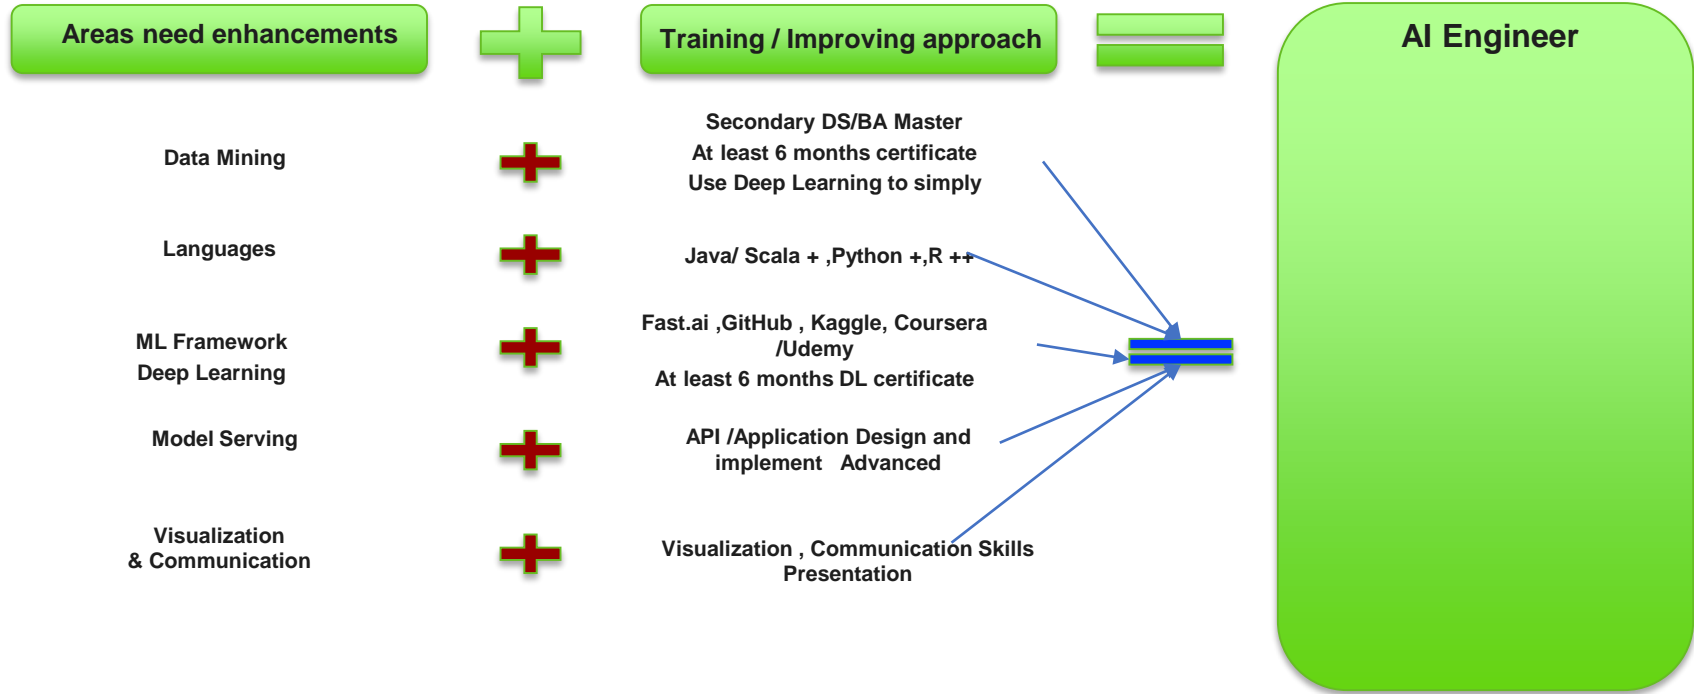 Areas need enhancements
Training / Improving approach
AI Engineer
Data Mining
Secondary DS/BA Master
At least 6 months certificate
Use Deep Learning to simply
Languages
Java/ Scala + ,Python +,R ++
ML Framework
Deep Learning
Fast.ai ,GitHub , Kaggle, Coursera
/Udemy
At least 6 months DL certificate
Model Serving
API /Application Design and
implement Advanced
Visualization
& Communication
Visualization , Communication Skills
Presentation